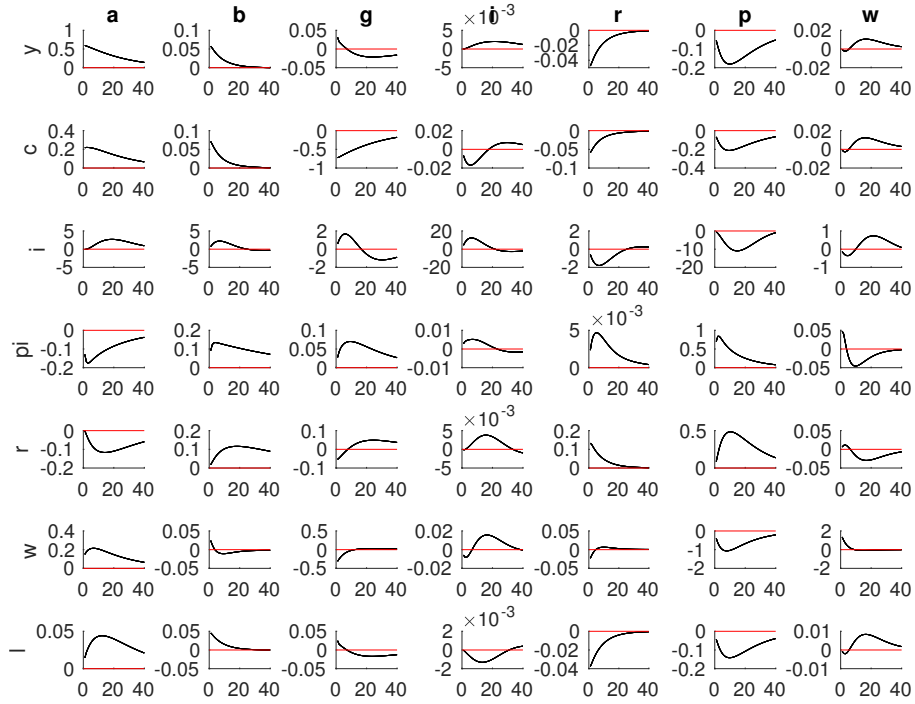 ×10^-3
a b g i r p w
1 0.1 0.05 5 0 0 0.02
y 0.5 0.05 0 0 -0.02 -0.1 0
0 0 -0.05 -5 -0.04 -0.2 -0.02
0 20 40 0 20 40 0 20 40 0 20 40 0 20 40 0 20 40 0 20 40
0.4 0.1 0 0.02 0 0 0.02
c 0.2 0.05 -0.5 0 -0.05 -0.2 0
0 0 -1 -0.02 -0.1 -0.4 -0.02
0 20 40 0 20 40 0 20 40 0 20 40 0 20 40 0 20 40 0 20 40
5 5 2 20 2 0 1
i 0 0 0 0 0 -10 0
-5 -5 -2 20 -2 -20 -1
0 20 40 0 20 40 0 20 40 0 20 40 0 20 40 0 20 40 0 20 40
×10^-3
0 0.2 0.1 0.01 5 1 0.05
pi -0.1 0.1 0.05 0 0.5 0
-0.2 0 0 -0.01 0 0 -0.05
0 20 40 0 20 40 0 20 40 0 20 40 0 20 40 0 20 40 0 20 40
×10^-3
0 0.2 0.1 5 0.2 0.5 0.05
r -0.1 0.1 0 0 0.1 0
-0.2 0 -0.1 -5 0 0 -0.05
0 20 40 0 20 40 0 20 40 0 20 40 0 20 40 0 20 40 0 20 40
0.4 0.05 0.5 0.02 0.05 0 2
w 0.2 0 0 0 0 -1 0
0 -0.05 -0.5 -0.02 -0.05 -2 -2
0 20 40 0 20 40 0 20 40 0 20 40 0 20 40 0 20 40 0 20 40
×10^-3
0.05 0.05 0.05 2 0 0 0.01
l 0 0 0 -0.02 -0.1 0
0 -0.05 -0.05 -2 -0.04 -0.2 -0.01
0 20 40 0 20 40 0 20 40 0 20 40 0 20 40 0 20 40 0 20 40